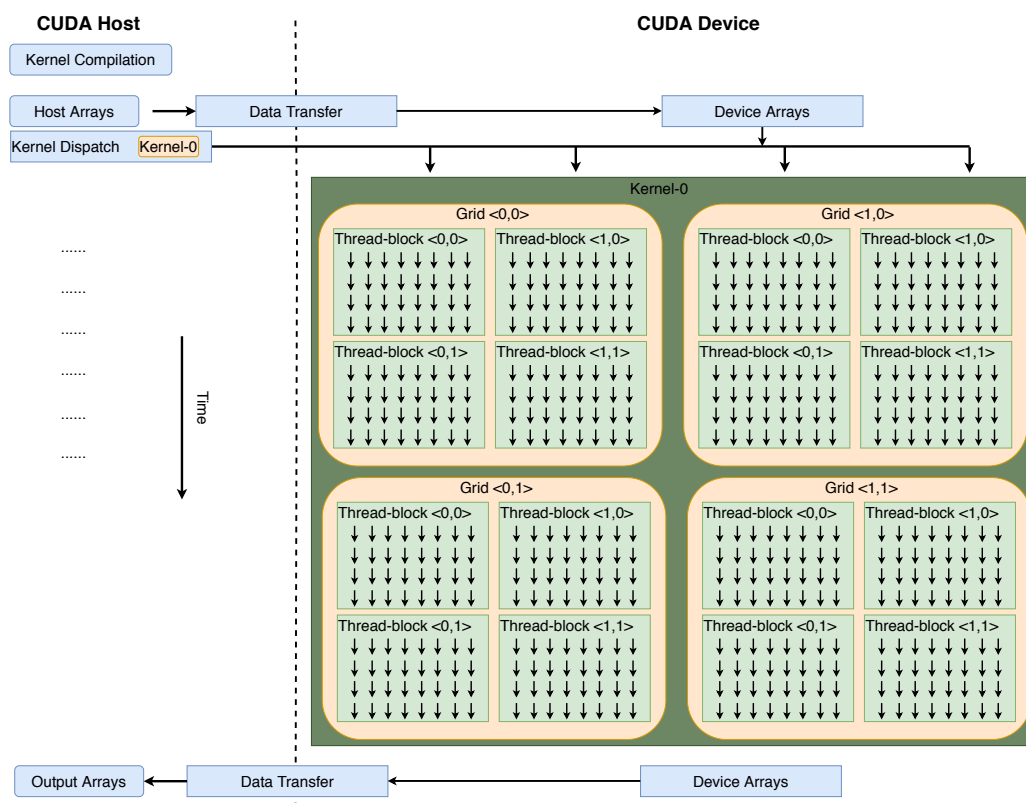 CUDA Host
CUDA Device
Kernel Compilation
Host Arrays
Data Transfer
Device Arrays
Kernel Dispatch
Kernel-0
Kernel-0
Grid <0,0>
Grid <1,0>
Thread-block <0,0>
Thread-block <1,0>
Thread-block <0,0>
Thread-block <1,0>
......
......
......
Thread-block <0,1>
Thread-block <1,1>
Thread-block <0,1>
Thread-block <1,1>
......
Time
......
......
Grid <0,1>
Grid <1,1>
Thread-block <0,0>
Thread-block <1,0>
Thread-block <0,0>
Thread-block <1,0>
Thread-block <0,1>
Thread-block <1,1>
Thread-block <0,1>
Thread-block <1,1>
Output Arrays
Data Transfer
Device Arrays